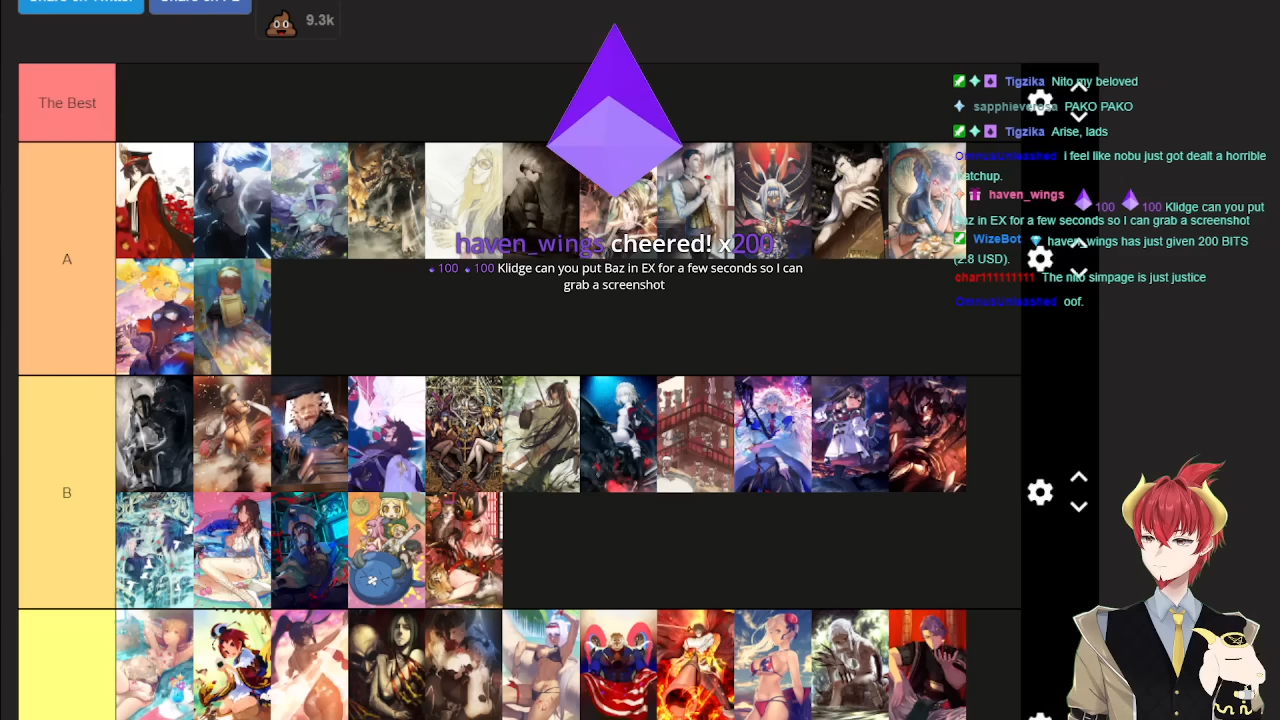 9.3k
The Best
A
B
haven_wings cheered! x200
100 100 Klidge can you put Baz in EX for a few seconds so I can
grab a screenshot
Tigzika Nito my beloved
sapphieverosa PAKO PAKO
Tigzika Arise, lads
OmnusUnleashed i feel like nobu just got dealt a horrible
matchup.
haven_wings 100 100 Klidge can you put
Baz in EX for a few seconds so I can grab a screenshot
WizeBot haven_wings has just given 200 BITS
(2.8 USD).
char111111111 The nito simpage is just justice
OmnusUnleashed oof.